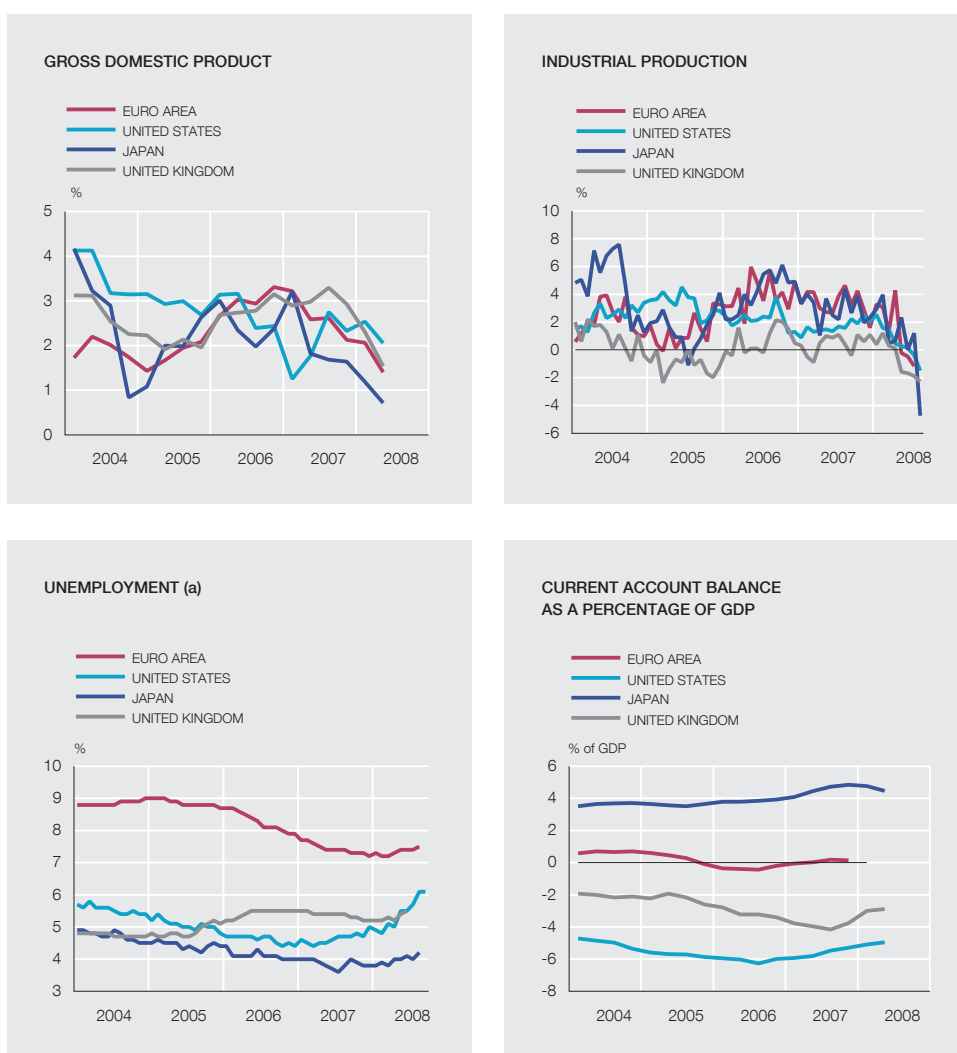 GROSS DOMESTIC PRODUCT
EURO AREA
UNITED STATES
JAPAN
UNITED KINGDOM
%
5
4
3
2
1
0
2004 2005 2006 2007 2008
INDUSTRIAL PRODUCTION
EURO AREA
UNITED STATES
JAPAN
UNITED KINGDOM
%
10
8
6
4
2
0
-2
-4
-6
2004 2005 2006 2007 2008
UNEMPLOYMENT (a)
EURO AREA
UNITED STATES
JAPAN
UNITED KINGDOM
%
10
9
8
7
6
5
4
3
2004 2005 2006 2007 2008
CURRENT ACCOUNT BALANCE
AS A PERCENTAGE OF GDP
EURO AREA
UNITED STATES
JAPAN
UNITED KINGDOM
% of GDP
6
4
2
0
-2
-4
-6
-8
2004 2005 2006 2007 2008